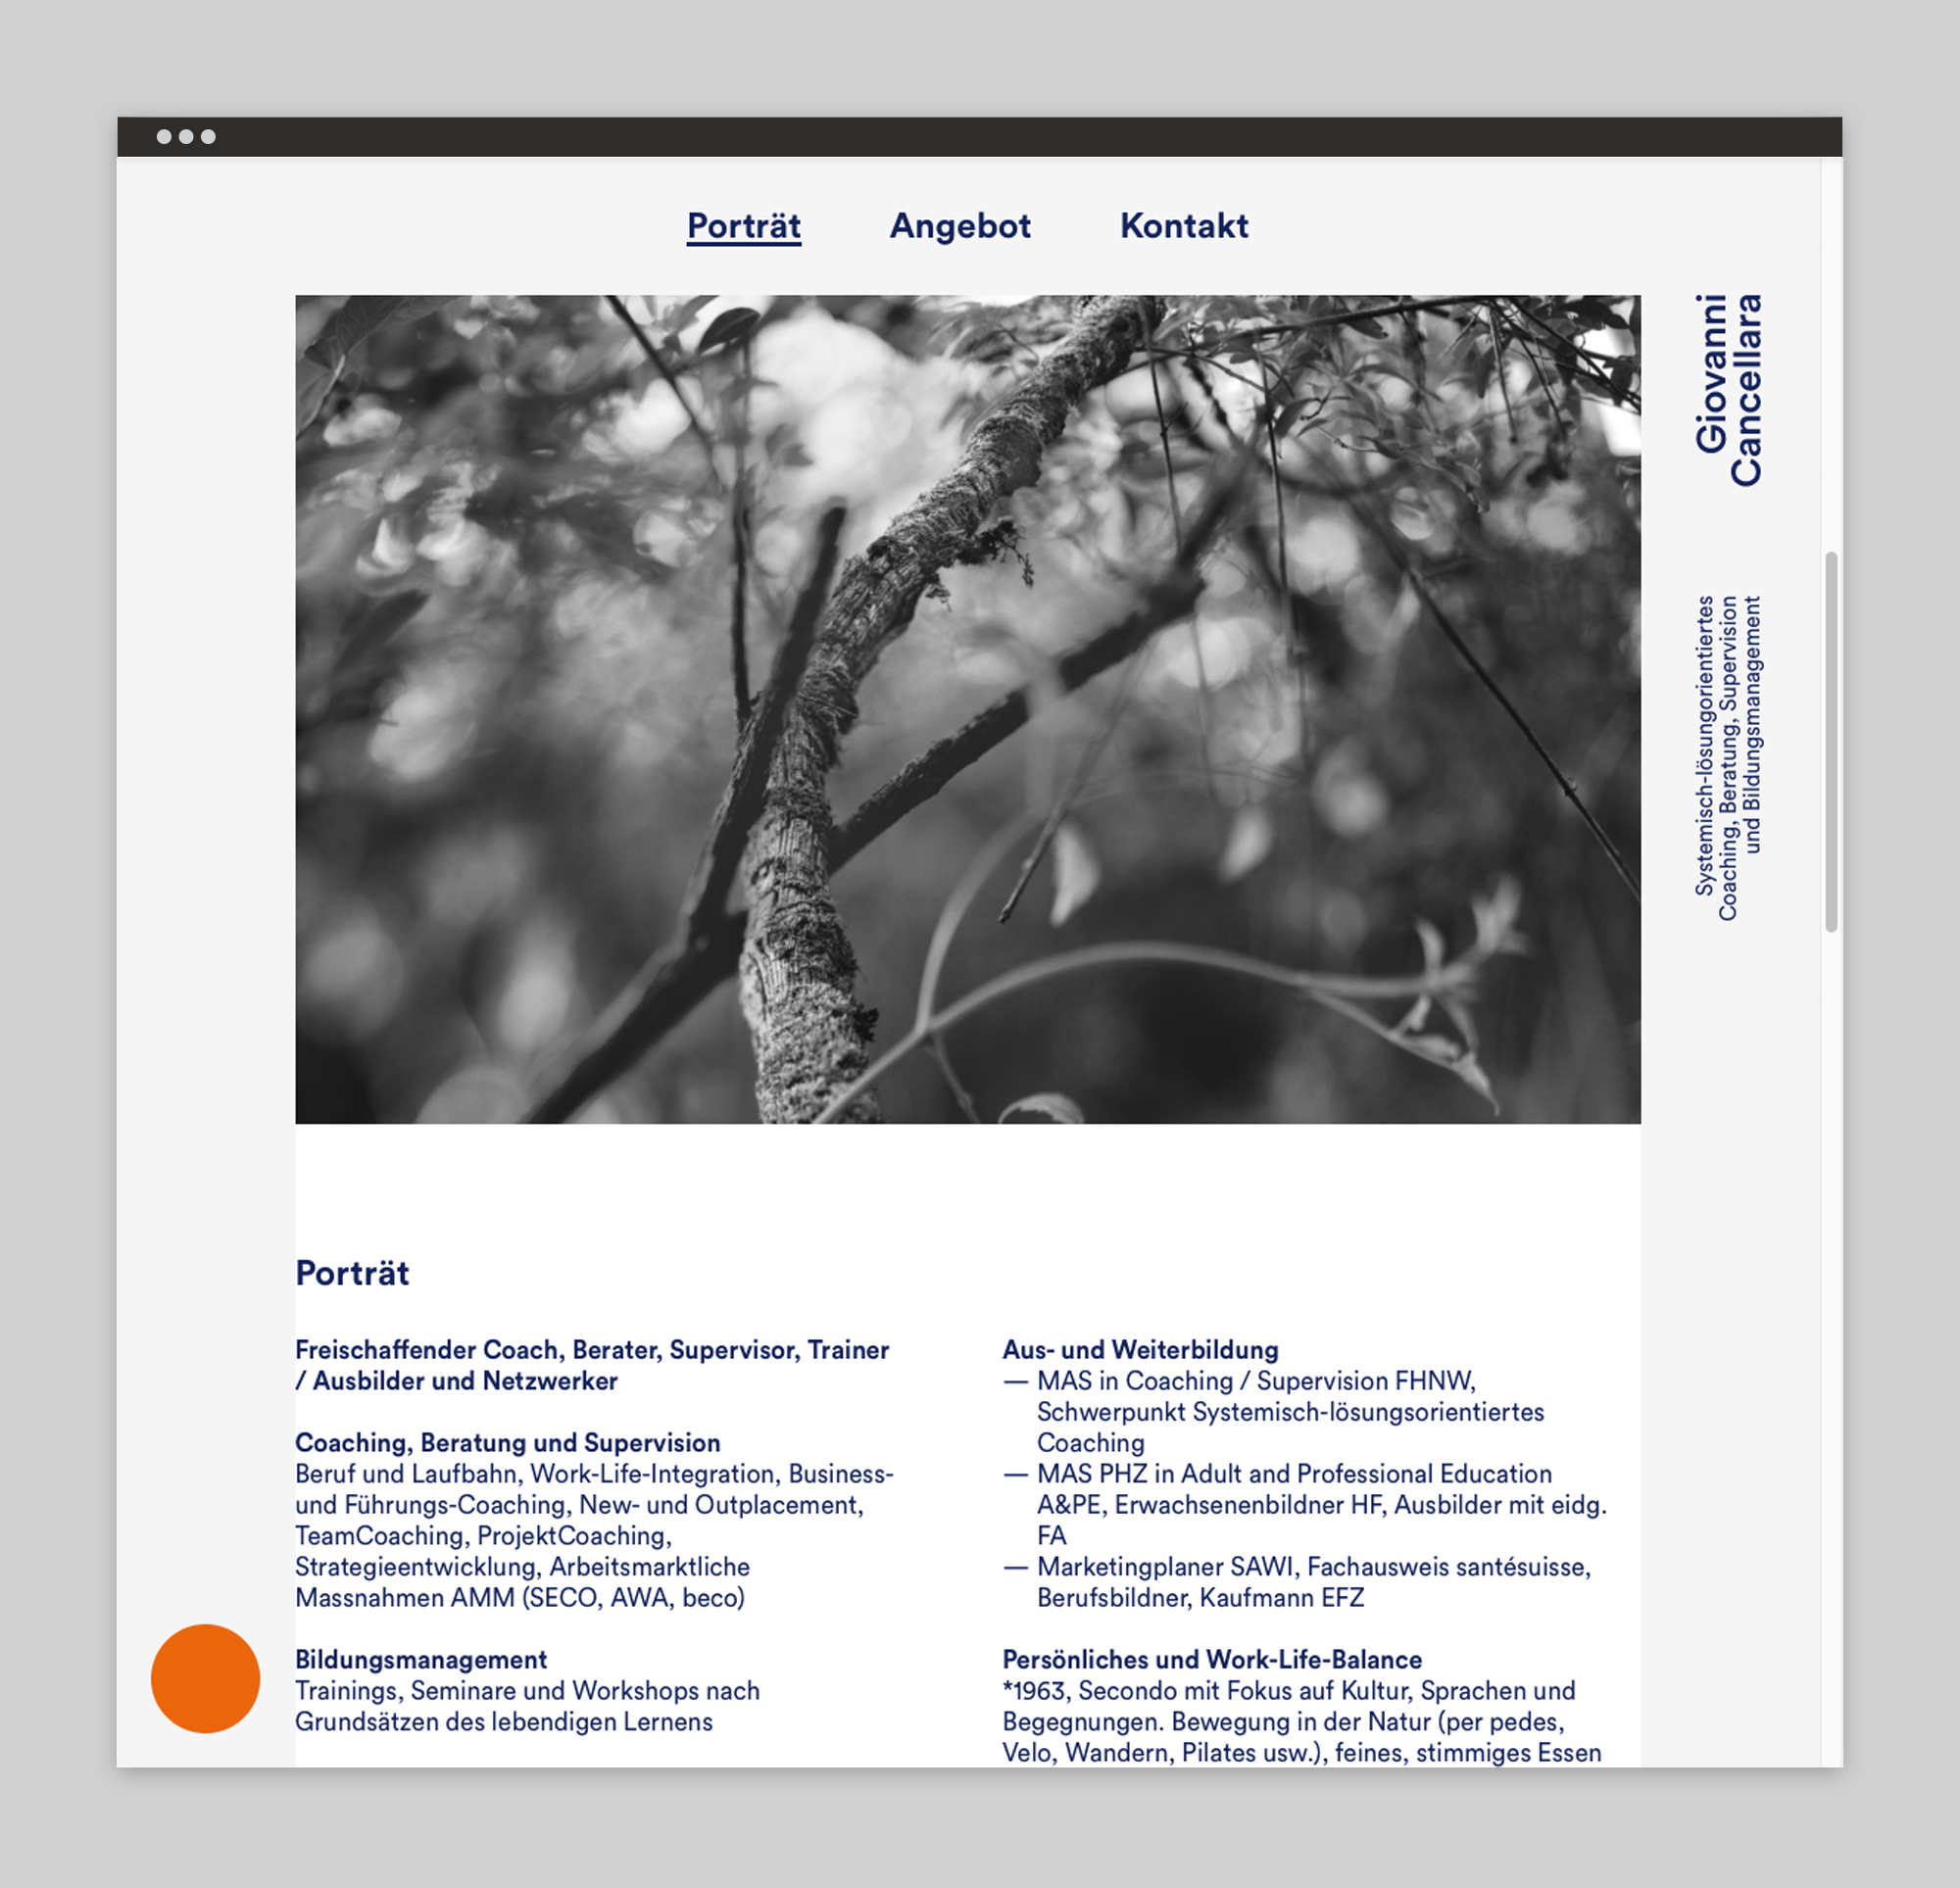 Porträt
Angebot
Kontakt
Giovanni
Cancellara
Systemisch-lösungorientiertes
Coaching, Beratung, Supervision
und Bildungsmanagement
Porträt
Freischaffender Coach, Berater, Supervisor, Trainer
/ Ausbilder und Netzwerker
Coaching, Beratung und Supervision
Beruf und Laufbahn, Work-Life-Integration, Business-
und Führungs-Coaching, New- und Outplacement,
TeamCoaching, ProjektCoaching,
Strategieentwicklung, Arbeitsmarktliche
Massnahmen AMM (SECO, AWA, beco)
Bildungsmanagement
Trainings, Seminare und Workshops nach
Grundsätzen des lebendigen Lernens
Aus- und Weiterbildung
— MAS in Coaching / Supervision FHNW,
Schwerpunkt Systemisch-lösungsorientiertes
Coaching
— MAS PHZ in Adult and Professional Education
A&PE, Erwachsenenbildner HF, Ausbilder mit eidg.
FA
— Marketingplaner SAWI, Fachausweis santésuisse,
Berufsbildner, Kaufmann EFZ
Persönliches und Work-Life-Balance
*1963, Secondo mit Fokus auf Kultur, Sprachen und
Begegnungen. Bewegung in der Natur (per pedes,
Velo, Wandern, Pilates usw.), feines, stimmiges Essen